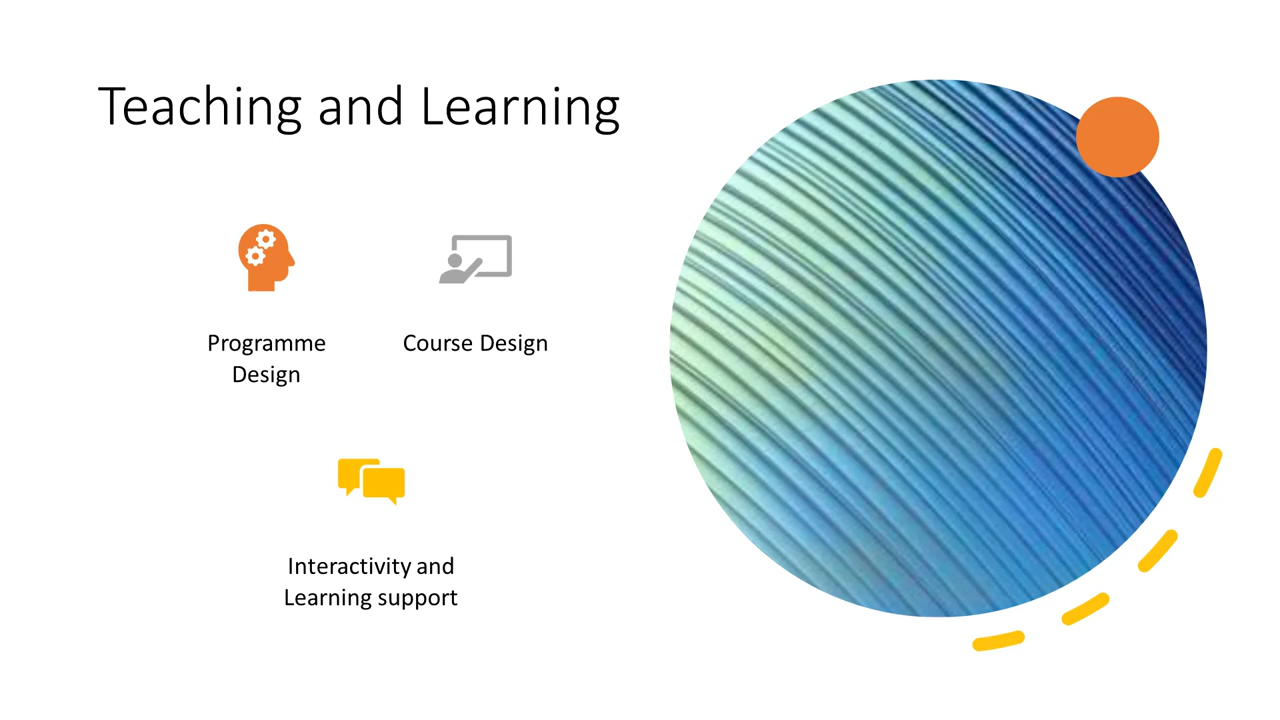 Teaching and Learning
Programme
Design
Course Design
Interactivity and
Learning support